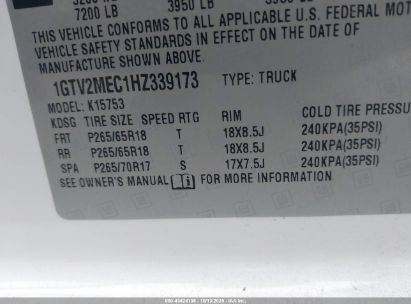 7200 LB 3950 LB
THIS VEHICLE CONFORMS TO ALL APPLICABLE U.S. FEDERAL MOTOR
VEHICLE SAFETY STANDARDS IN EFFECT ON THE DATE OF
MANUFACTURE SHOWN ABOVE.
1GTV2MEC1HZ339173 TYPE: TRUCK
MODEL: K15753
KDSG TIRE SIZE SPEED RTG RIM COLD TIRE PRESSU
FRT P265/65R18 T 18X8.5J 240KPA(35PSI)
RR P265/65R18 T 18X8.5J 240KPA(35PSI)
SPA P265/70R17 S 17X7.5J 240KPA(35PSI)
SEE OWNER'S MANUAL FOR MORE INFORMATION.